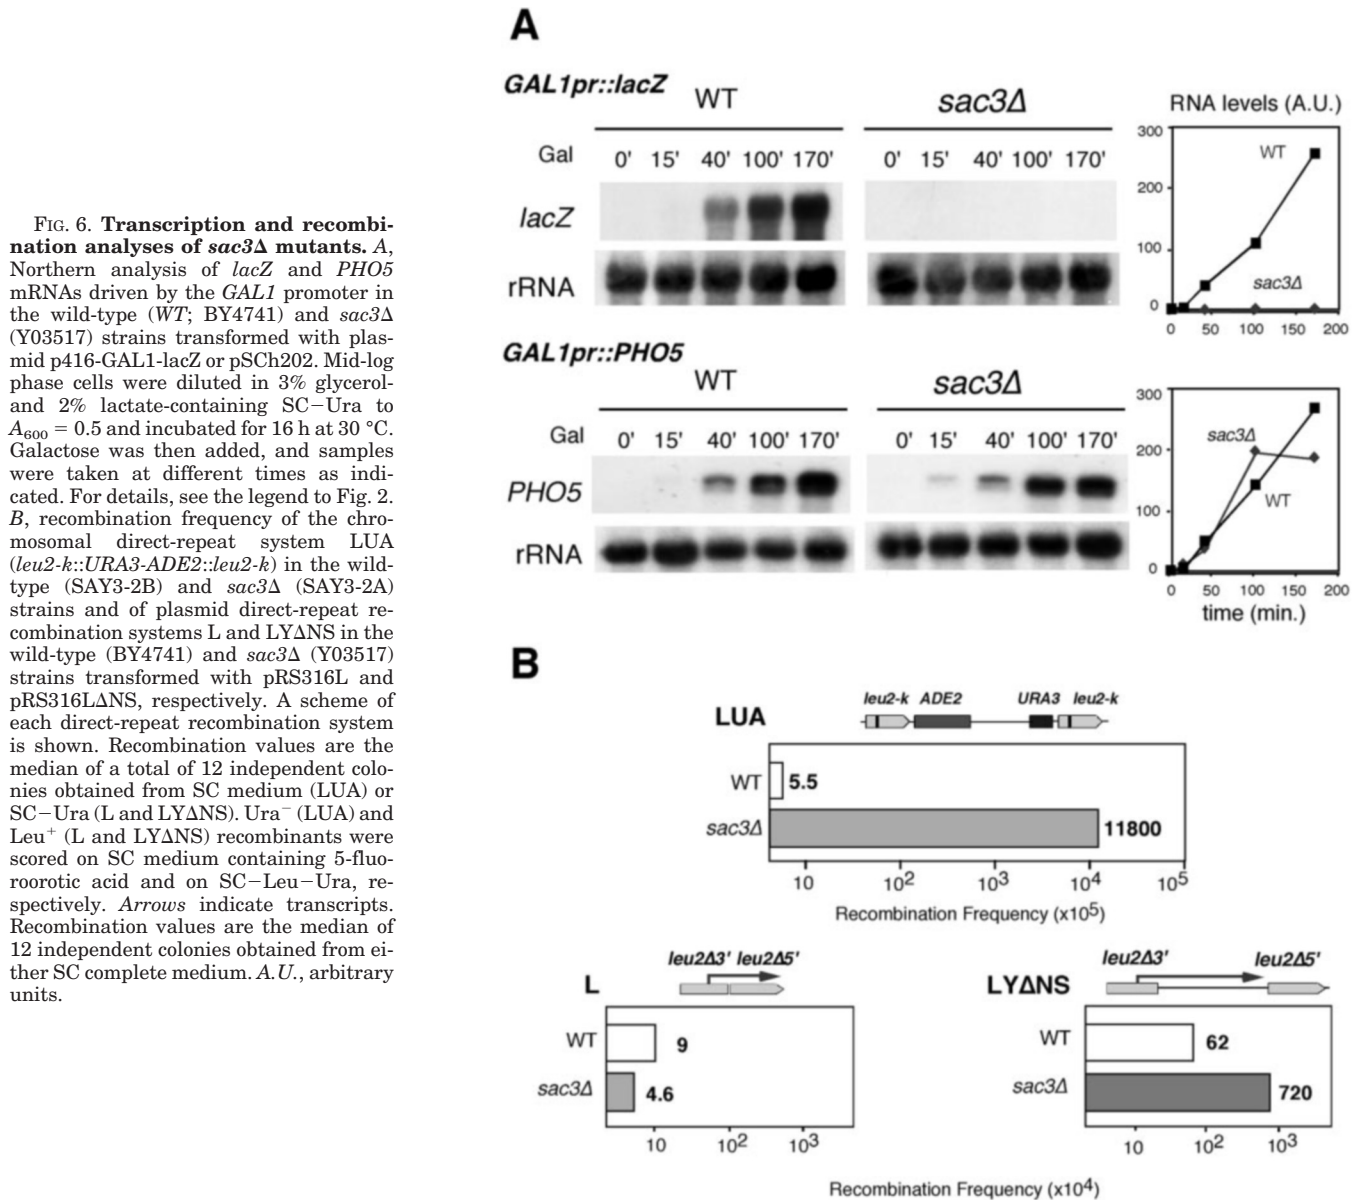 FIG. 6. Transcription and recombi-
nation analyses of sac3Δ mutants. A,
Northern analysis of lacZ and PHO5
mRNAs driven by the GAL1 promoter in
the wild-type (WT; BY4741) and sac3Δ
(Y03517) strains transformed with plas-
mid p416-GAL1-lacZ or pSCh202. Mid-log
phase cells were diluted in 3% glycerol-
and 2% lactate-containing SC−Ura to
A600 = 0.5 and incubated for 16 h at 30 °C.
Galactose was then added, and samples
were taken at different times as indi-
cated. For details, see the legend to Fig. 2.
B, recombination frequency of the chro-
mosomal direct-repeat system LUA
(leu2-k::URA3-ADE2::leu2-k) in the wild-
type (SAY3-2B) and sac3Δ (SAY3-2A)
strains and of plasmid direct-repeat re-
combination systems L and LYΔNS in the
wild-type (BY4741) and sac3Δ (Y03517)
strains transformed with pRS316L and
pRS316LΔNS, respectively. A scheme of
each direct-repeat recombination system
is shown. Recombination values are the
median of a total of 12 independent colo-
nies obtained from SC medium (LUA) or
SC−Ura (L and LYΔNS). Ura⁻ (LUA) and
Leu⁺ (L and LYΔNS) recombinants were
scored on SC medium containing 5-fluo-
roorotic acid and on SC−Leu−Ura, re-
spectively. Arrows indicate transcripts.
Recombination values are the median of
12 independent colonies obtained from ei-
ther SC complete medium. A.U., arbitrary
units.
A
GAL1pr::lacZ
WT sac3Δ RNA levels (A.U.)
Gal 0' 15' 40' 100' 170' 0' 15' 40' 100' 170'
lacZ
rRNA
300
200
100
0
WT
sac3Δ
0 50 100 150 200
GAL1pr::PHO5
WT sac3Δ
Gal 0' 15' 40' 100' 170' 0' 15' 40' 100' 170'
PHO5
rRNA
300
200
100
0
sac3Δ
WT
0 50 100 150 200
time (min.)
B
LUA
leu2-k ADE2 URA3 leu2-k
WT 5.5
sac3Δ 11800
10 10² 10³ 10⁴ 10⁵
Recombination Frequency (x10⁵)
L
leu2Δ3' leu2Δ5'
WT 9
sac3Δ 4.6
10 10² 10³
LYΔNS
leu2Δ3' leu2Δ5'
WT 62
sac3Δ 720
10 10² 10³
Recombination Frequency (x10⁴)